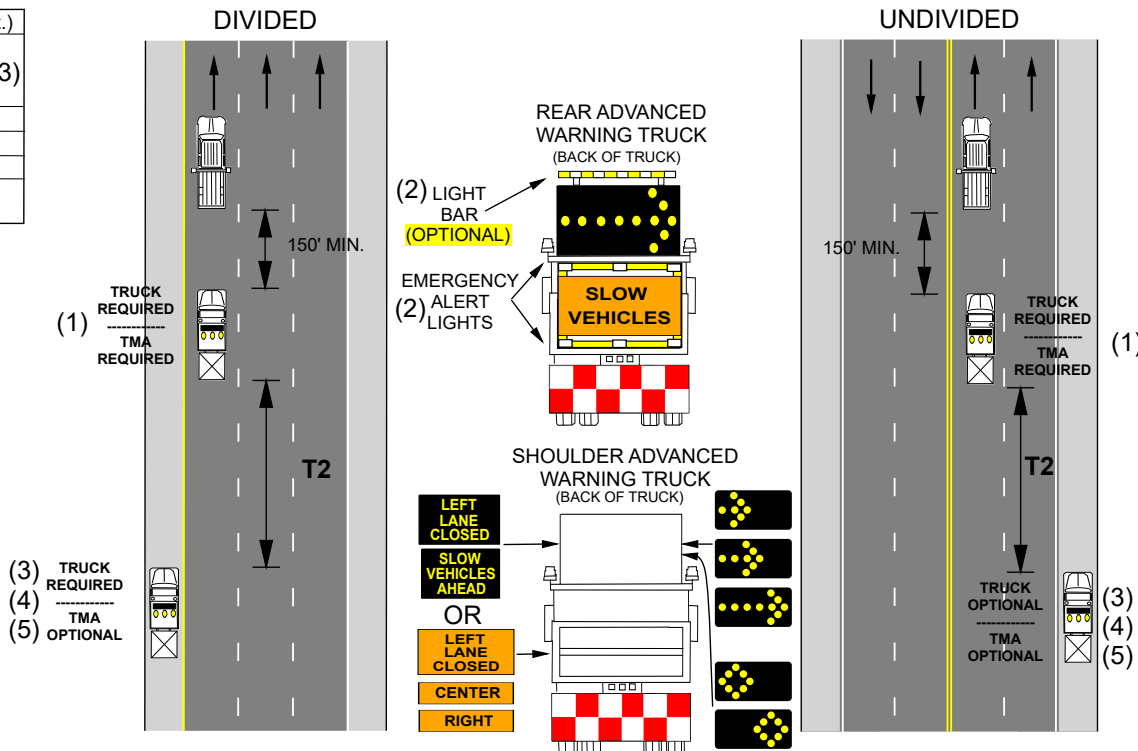 .)
3)
DIVIDED
150' MIN.
(1)
TRUCK
REQUIRED
------------
TMA
REQUIRED
T2
(3)
(4)
(5)
TRUCK
REQUIRED
------------
TMA
OPTIONAL
REAR ADVANCED
WARNING TRUCK
(BACK OF TRUCK)
(2) LIGHT
BAR
(OPTIONAL)
EMERGENCY
ALERT
(2) LIGHTS
SLOW
VEHICLES
SHOULDER ADVANCED
WARNING TRUCK
(BACK OF TRUCK)
LEFT
LANE
CLOSED
SLOW
VEHICLES
AHEAD
OR
LEFT
LANE
CLOSED
CENTER
RIGHT
UNDIVIDED
150' MIN.
TRUCK
REQUIRED
------------
TMA
REQUIRED
(1)
T2
TRUCK
OPTIONAL
------------
TMA
OPTIONAL
(3)
(4)
(5)